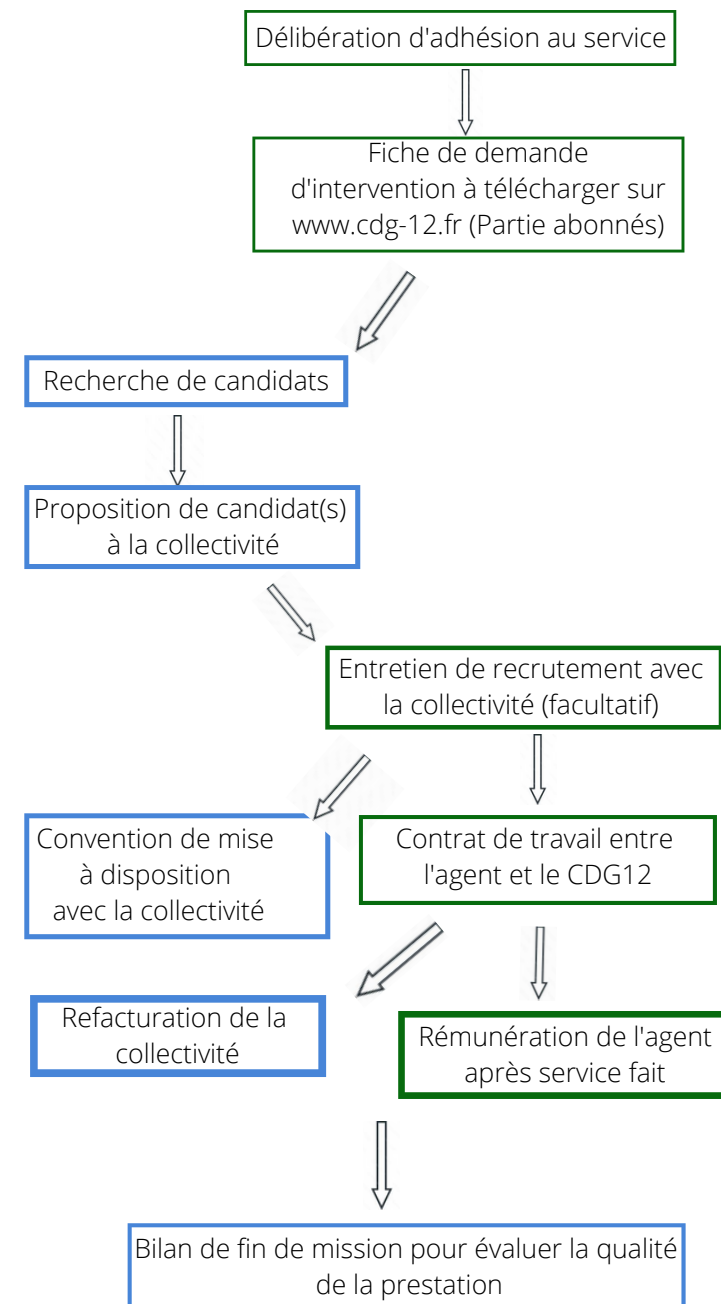 Délibération d'adhésion au service
Fiche de demande
d'intervention à télécharger sur
www.cdg-12.fr (Partie abonnés)
Recherche de candidats
Proposition de candidat(s)
à la collectivité
Entretien de recrutement avec
la collectivité (facultatif)
Convention de mise
à disposition
avec la collectivité
Contrat de travail entre
l'agent et le CDG12
Refacturation de la
collectivité
Rémunération de l'agent
après service fait
Bilan de fin de mission pour évaluer la qualité
de la prestation